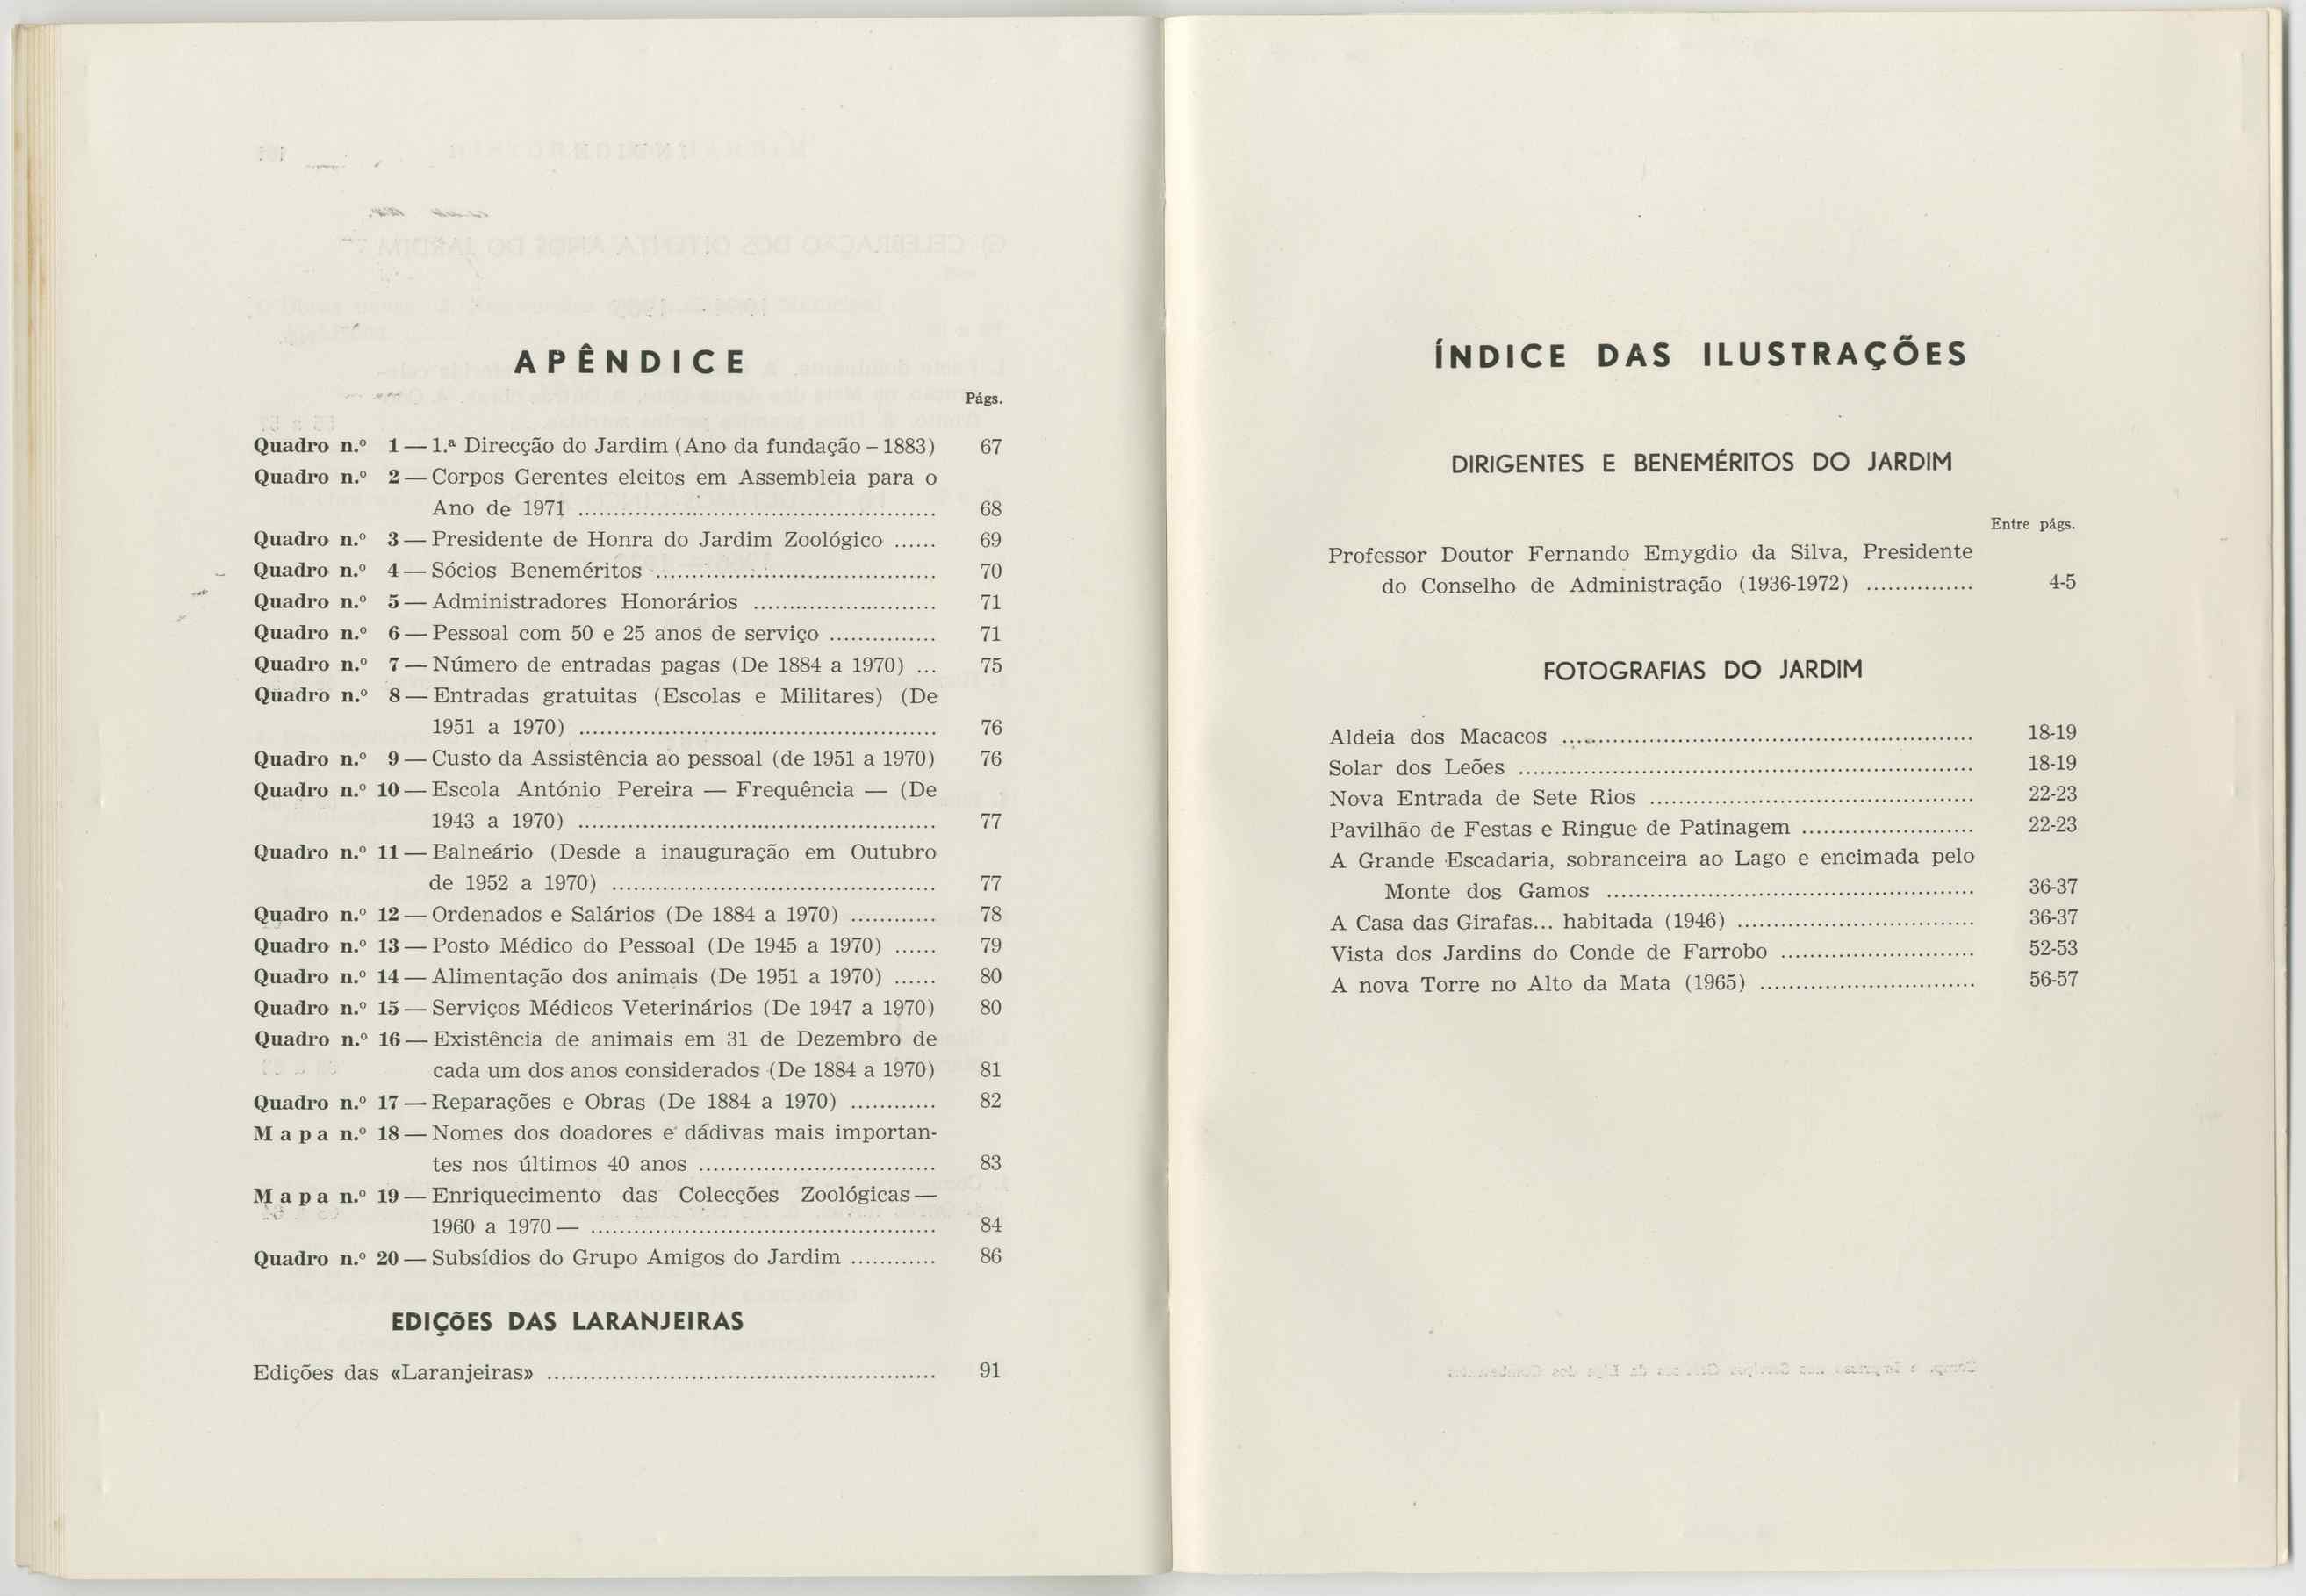 APÊNDICE
Págs.
Quadro n.º 1 — 1.ª Direcção do Jardim (Ano da fundação – 1883) 67
Quadro n.º 2 — Corpos Gerentes eleitos em Assembleia para o
Ano de 1971 .................................................. 68
Quadro n.º 3 — Presidente de Honra do Jardim Zoológico ...... 69
Quadro n.º 4 — Sócios Beneméritos ....................................... 70
Quadro n.º 5 — Administradores Honorários .......................... 71
Quadro n.º 6 — Pessoal com 50 e 25 anos de serviço ............... 71
Quadro n.º 7 — Número de entradas pagas (De 1884 a 1970) ... 75
Quadro n.º 8 — Entradas gratuitas (Escolas e Militares) (De
1951 a 1970) .................................................. 76
Quadro n.º 9 — Custo da Assistência ao pessoal (de 1951 a 1970) 76
Quadro n.º 10 — Escola António Pereira — Frequência — (De
1943 a 1970) .................................................. 77
Quadro n.º 11 — Balneário (Desde a inauguração em Outubro
de 1952 a 1970) ............................................. 77
Quadro n.º 12 — Ordenados e Salários (De 1884 a 1970) ............ 78
Quadro n.º 13 — Posto Médico do Pessoal (De 1945 a 1970) ...... 79
Quadro n.º 14 — Alimentação dos animais (De 1951 a 1970) ...... 80
Quadro n.º 15 — Serviços Médicos Veterinários (De 1947 a 1970) 80
Quadro n.º 16 — Existência de animais em 31 de Dezembro de
cada um dos anos considerados (De 1884 a 1970) 81
Quadro n.º 17 — Reparações e Obras (De 1884 a 1970) ............ 82
Mapa n.º 18 — Nomes dos doadores e dádivas mais importan-
tes nos últimos 40 anos ................................. 83
Mapa n.º 19 — Enriquecimento das Colecções Zoológicas —
1960 a 1970 — ................................................ 84
Quadro n.º 20 — Subsídios do Grupo Amigos do Jardim ............ 86
EDIÇÕES DAS LARANJEIRAS
Edições das «Laranjeiras» ...................................................... 91
ÍNDICE DAS ILUSTRAÇÕES
DIRIGENTES E BENEMÉRITOS DO JARDIM
Entre págs.
Professor Doutor Fernando Emygdio da Silva, Presidente
do Conselho de Administração (1936-1972) ............... 4-5
FOTOGRAFIAS DO JARDIM
Aldeia dos Macacos ......................................................... 18-19
Solar dos Leões ............................................................... 18-19
Nova Entrada de Sete Rios ............................................. 22-23
Pavilhão de Festas e Ringue de Patinagem ........................ 22-23
A Grande Escadaria, sobranceira ao Lago e encimada pelo
Monte dos Gamos ................................................... 36-37
A Casa das Girafas... habitada (1946) ................................. 36-37
Vista dos Jardins do Conde de Farrobo ........................... 52-53
A nova Torre no Alto da Mata (1965) .............................. 56-57